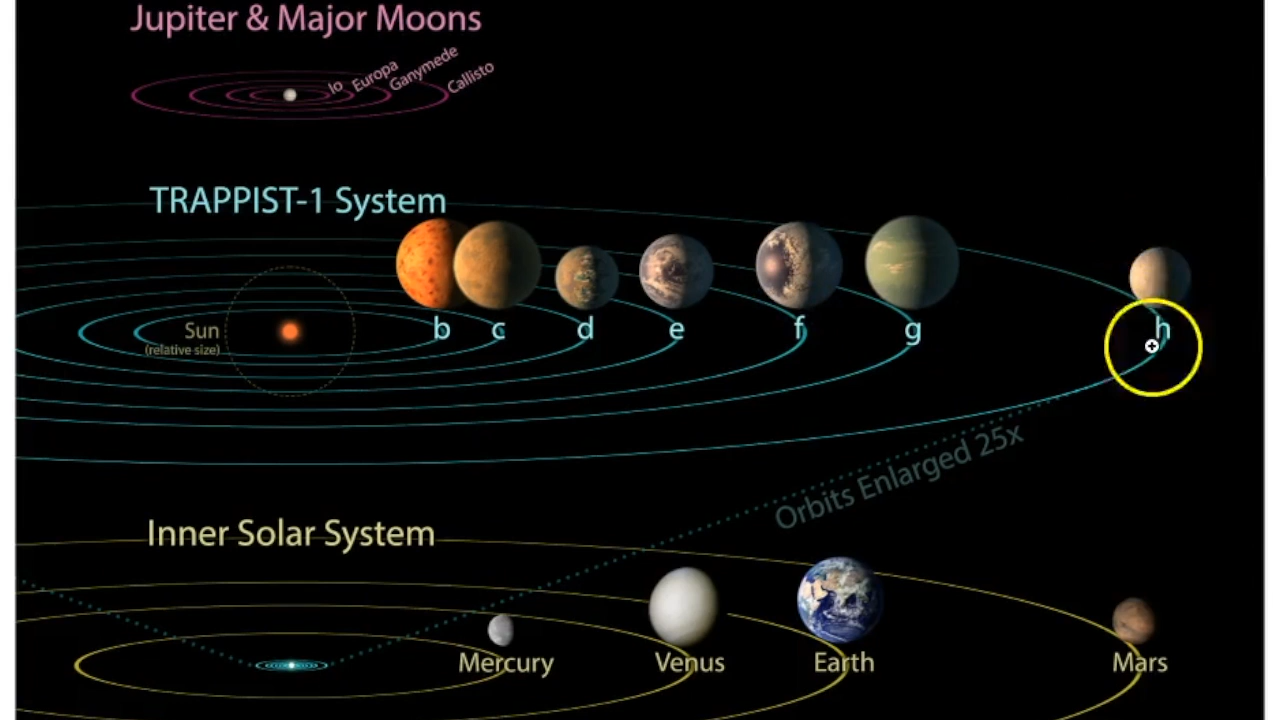 Jupiter & Major Moons
Io Europa Ganymede Callisto
TRAPPIST-1 System
Sun
(relative size)
b c d e f g h
Orbits Enlarged 25x
Inner Solar System
Mercury Venus Earth Mars